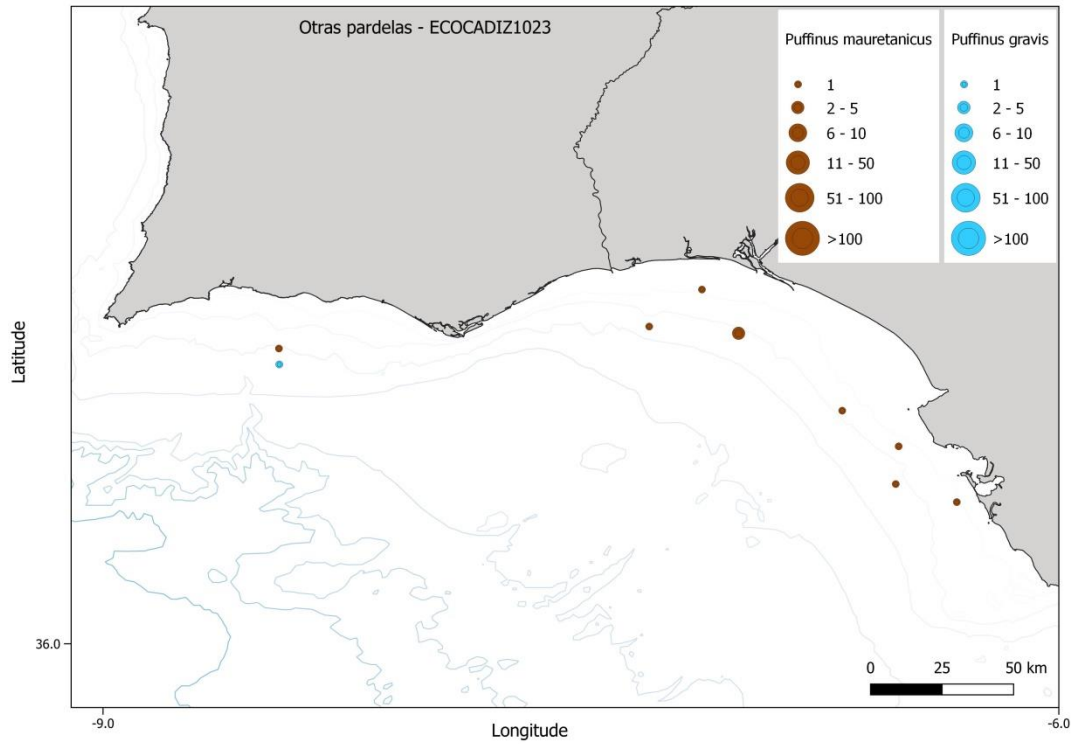 Otras pardelas - ECOCADIZ1023
Puffinus mauretanicus
1
2 - 5
6 - 10
11 - 50
51 - 100
>100
Puffinus gravis
1
2 - 5
6 - 10
11 - 50
51 - 100
>100
Latitude
36.0
0 25 50 km
-9.0
Longitude
-6.0